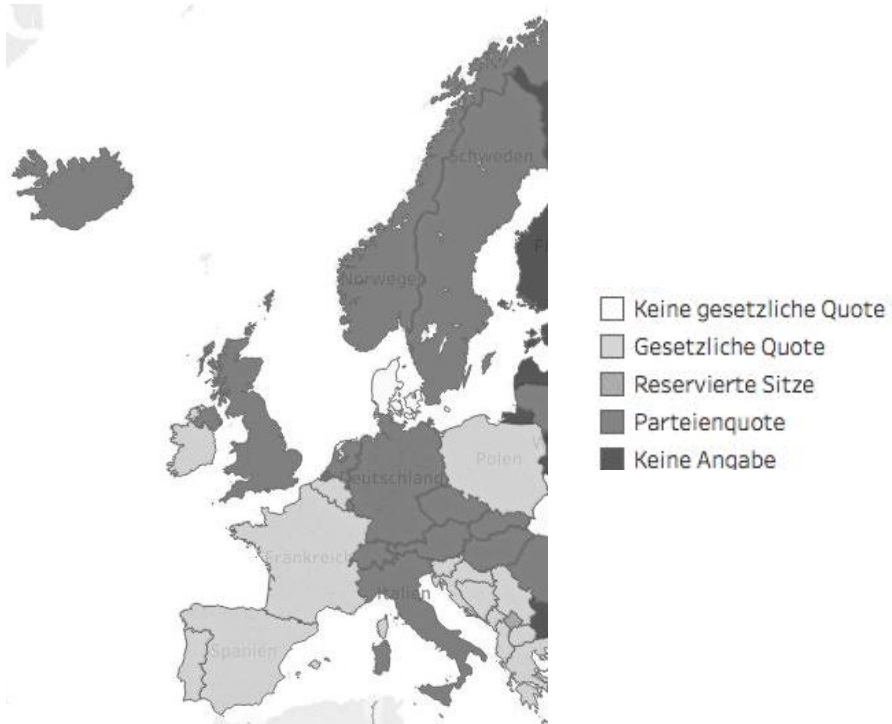 Schweden
Norwegen
Polen
Deutschland
Frankreich
Italien
Spanien
Keine gesetzliche Quote
Gesetzliche Quote
Reservierte Sitze
Parteienquote
Keine Angabe